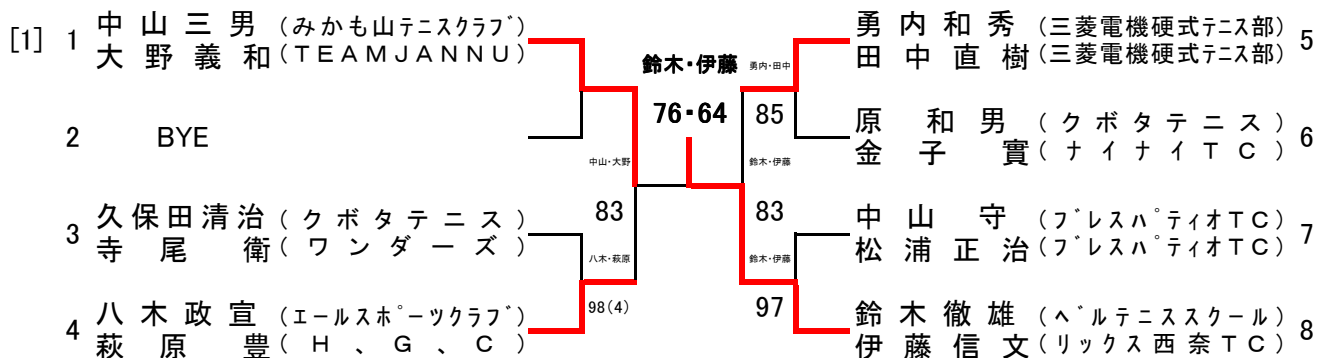 [1] 1 中山三男 (みかも山テニスクラブ)
大野義和 (TEAMJANNU)
2 BYE
3 久保田清治 (クボタテニス)
寺尾衛 (ワンダーズ)
4 八木政宣 (エールスポーツクラブ)
萩原豊 (H、G、C)
中山・大野
83
八木・萩原
98(4)
鈴木・伊藤
76・64
勇内・田中
85
鈴木・伊藤
83
鈴木・伊藤
97
勇内和秀 (三菱電機硬式テニス部) 5
田中直樹 (三菱電機硬式テニス部)
原和男 (クボタテニス) 6
金子實 (ナイナイTC)
中山守 (ブレスパティオTC) 7
松浦正治 (ブレスパティオTC)
鈴木徹雄 (ベルテニススクール) 8
伊藤信文 (リックス西奈TC)